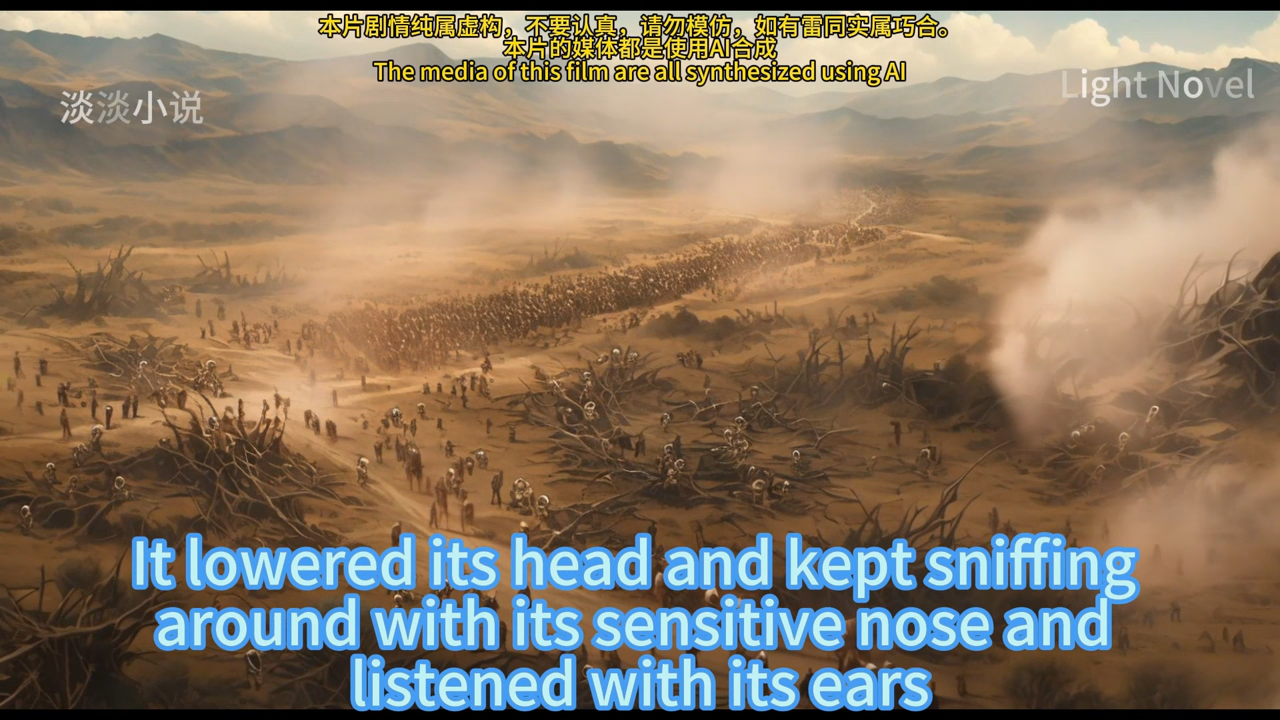 本片剧情纯属虚构，不要认真，请勿模仿，如有雷同实属巧合。
本片的媒体都是使用AI合成
The media of this film are all synthesized using AI
淡淡小说
Light Novel
It lowered its head and kept sniffing
around with its sensitive nose and
listened with its ears